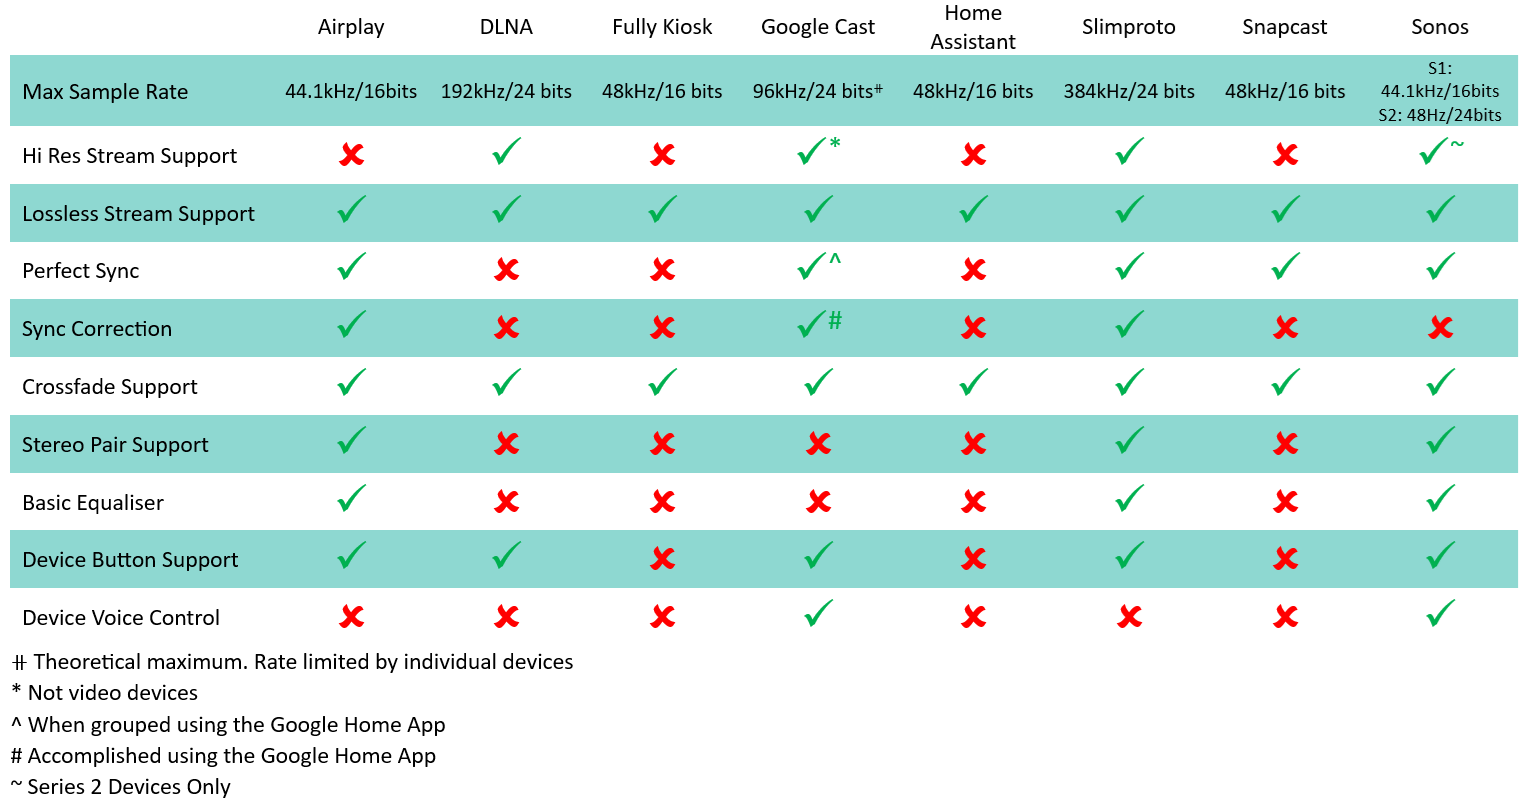 Airplay DLNA Fully Kiosk Google Cast Home Assistant Slimproto Snapcast Sonos
Max Sample Rate 44.1kHz/16bits 192kHz/24 bits 48kHz/16 bits 96kHz/24 bits⧺ 48kHz/16 bits 384kHz/24 bits 48kHz/16 bits S1: 44.1kHz/16bits S2: 48Hz/24bits
Hi Res Stream Support ✘ ✓ ✘ ✓* ✘ ✓ ✘ ✓~
Lossless Stream Support ✓ ✓ ✓ ✓ ✓ ✓ ✓ ✓
Perfect Sync ✓ ✘ ✘ ✓^ ✘ ✓ ✓ ✓
Sync Correction ✓ ✘ ✘ ✓# ✘ ✓ ✘ ✘
Crossfade Support ✓ ✓ ✓ ✓ ✓ ✓ ✓ ✓
Stereo Pair Support ✓ ✘ ✘ ✘ ✘ ✓ ✘ ✓
Basic Equaliser ✓ ✘ ✘ ✘ ✘ ✓ ✘ ✓
Device Button Support ✓ ✓ ✘ ✓ ✘ ✓ ✘ ✓
Device Voice Control ✘ ✘ ✘ ✓ ✘ ✘ ✘ ✓
⧺ Theoretical maximum. Rate limited by individual devices
* Not video devices
^ When grouped using the Google Home App
# Accomplished using the Google Home App
~ Series 2 Devices Only